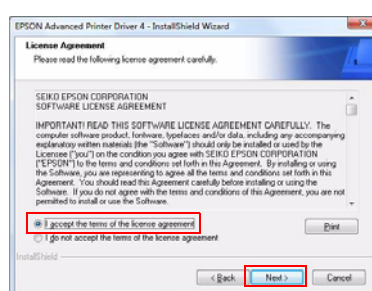 EPSON Advanced Printer Driver 4 - InstallShield Wizard
License Agreement
Please read the following license agreement carefully.
SEIKO EPSON CORPORATION
SOFTWARE LICENSE AGREEMENT
IMPORTANT! READ THIS SOFTWARE LICENSE AGREEMENT CAREFULLY. The
computer software product, fontware, typefaces and/or data, including any accompanying
explanatory written materials (the "Software") should only be installed or used by the
Licensee ("you") on the condition you agree with SEIKO EPSON CORPORATION
("EPSON") to the terms and conditions set forth in this Agreement. By installing or using
the Software, you are representing to agree all the terms and conditions set forth in this
Agreement. You should read this Agreement carefully before installing or using the
Software. If you do not agree with the terms and conditions of this Agreement, you are not
permitted to install or use the Software.
I accept the terms of the license agreement
Print
I do not accept the terms of the license agreement
InstallShield
< Back
Next >
Cancel